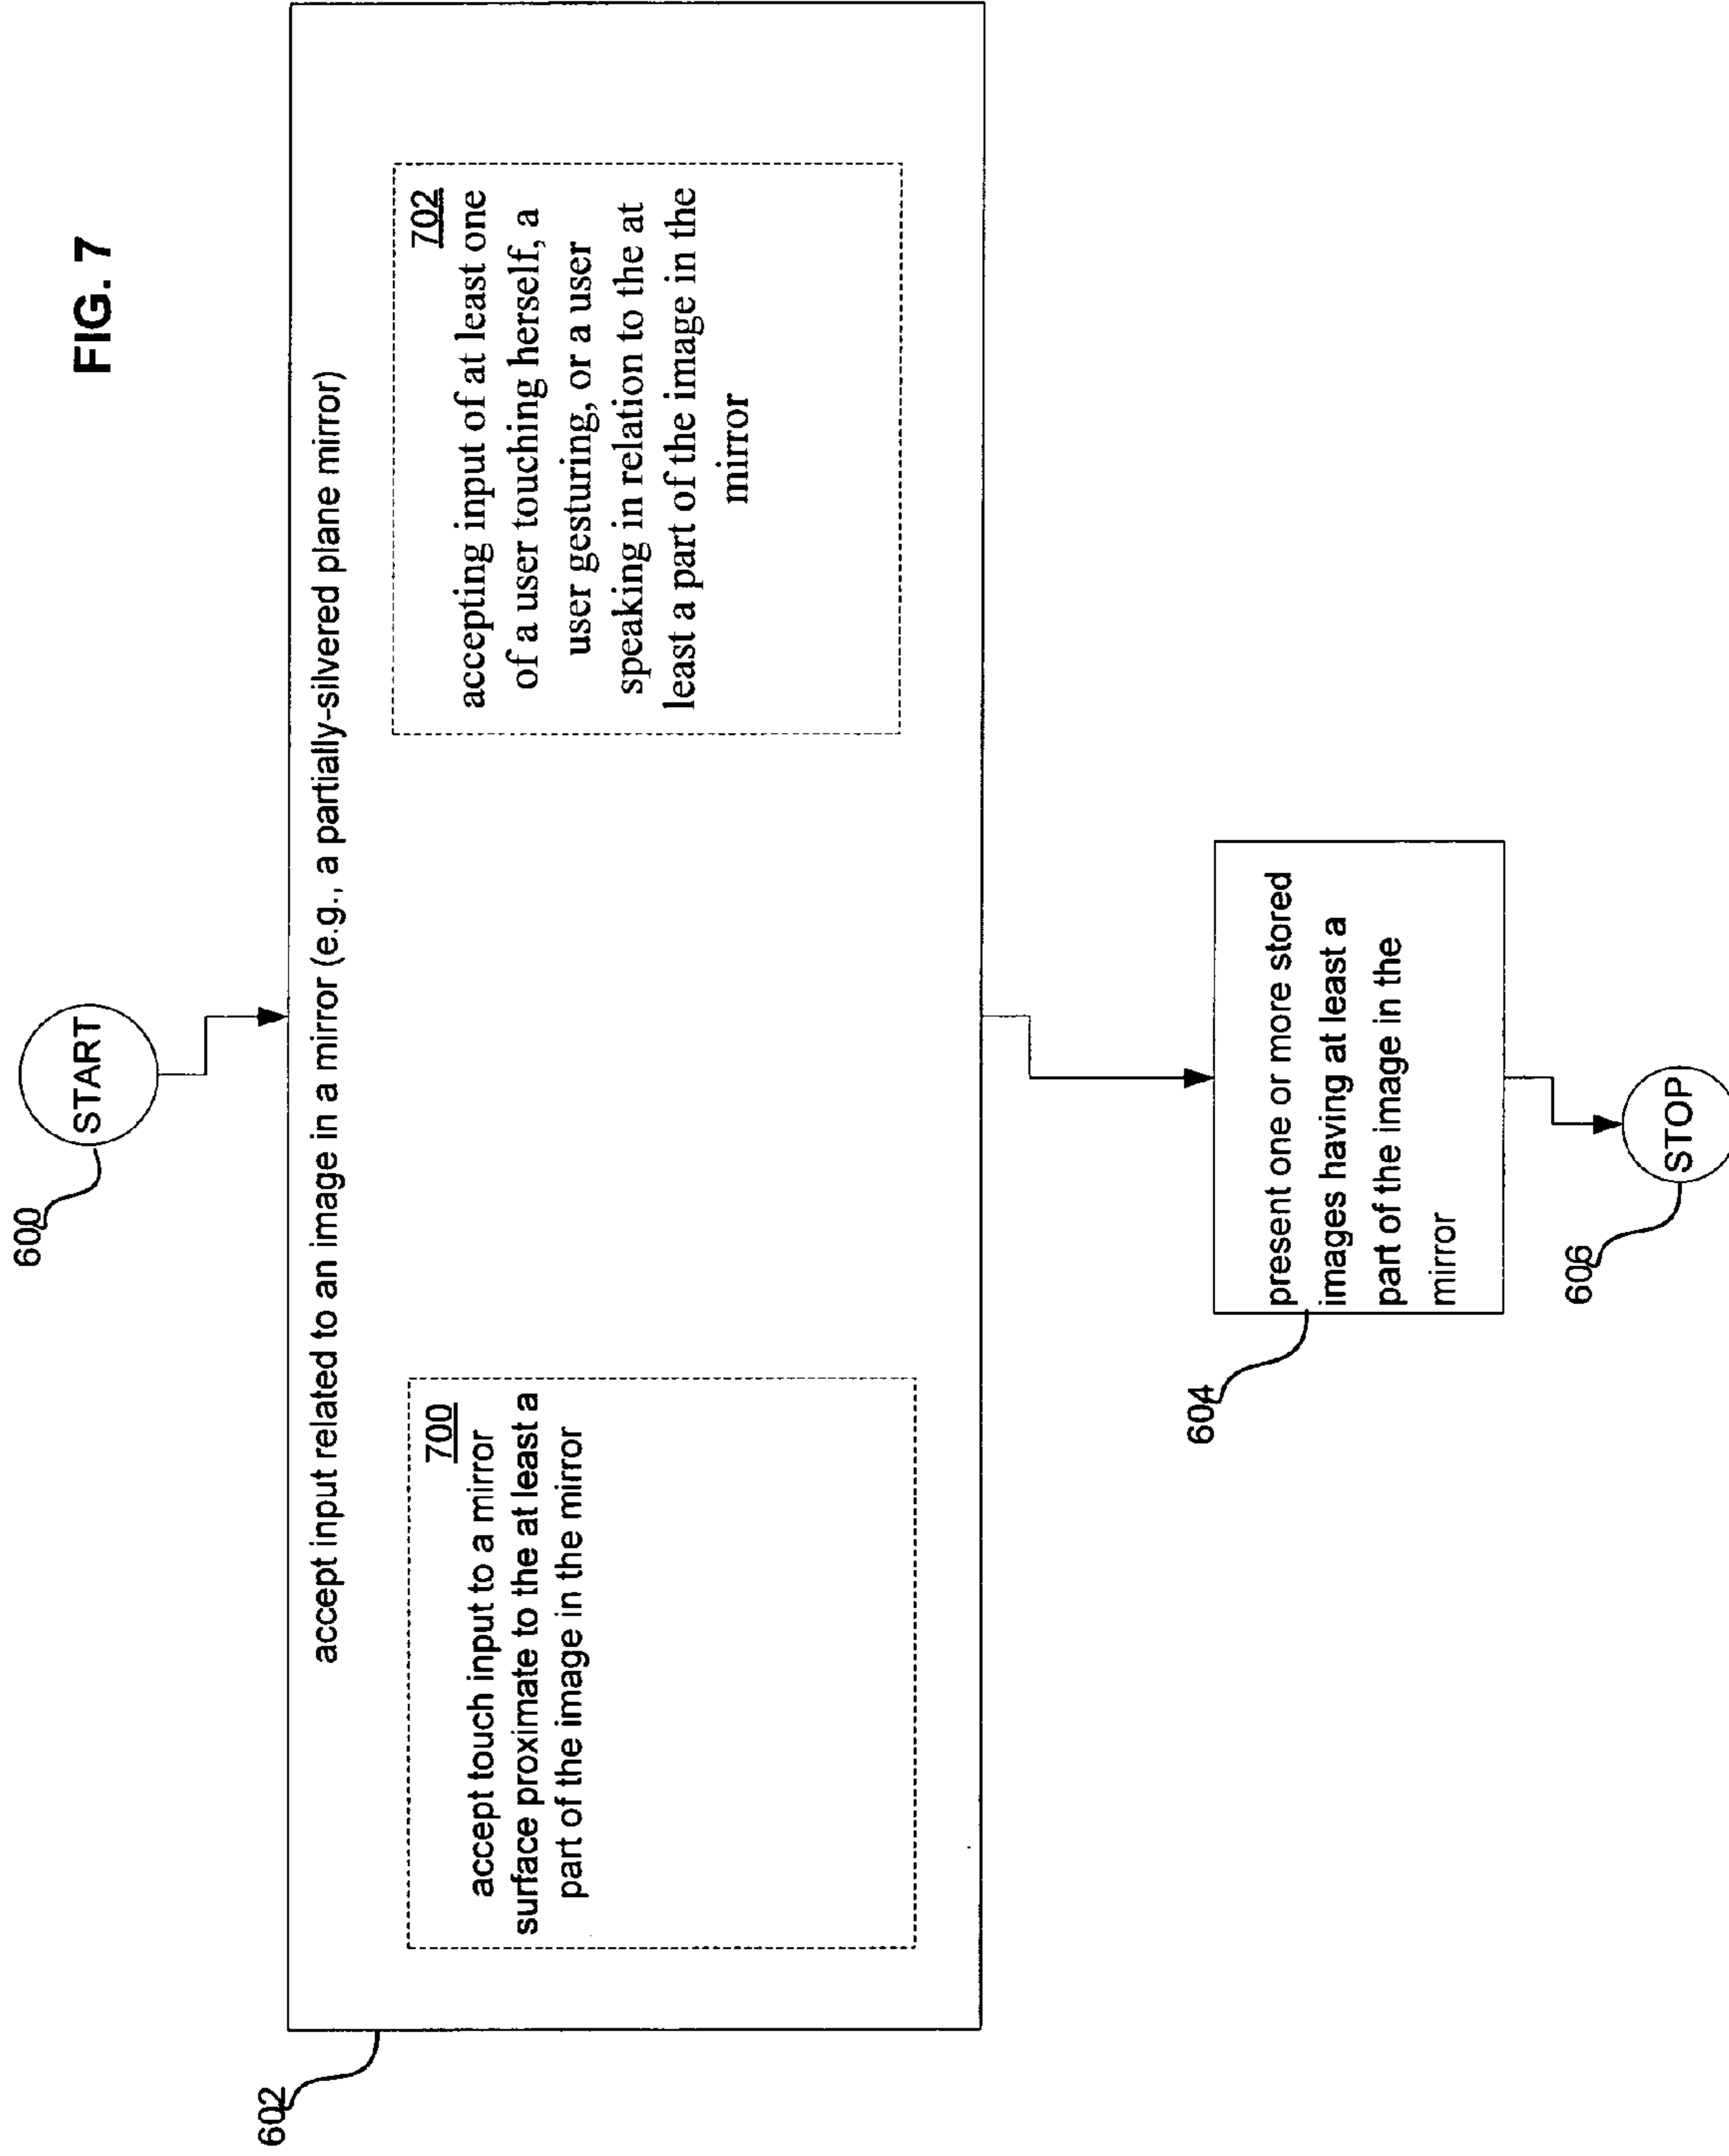 FIG. 7
600
START
602
accept input related to an image in a mirror (e.g., a partially-silvered plane mirror)
700
accept touch input to a mirror
surface proximate to the at least a
part of the image in the mirror
702
accepting input of at least one
of a user touching herself, a
user gesturing, or a user
speaking in relation to the at
least a part of the image in the
mirror
604
present one or more stored
images having at least a
part of the image in the
mirror
606
STOP